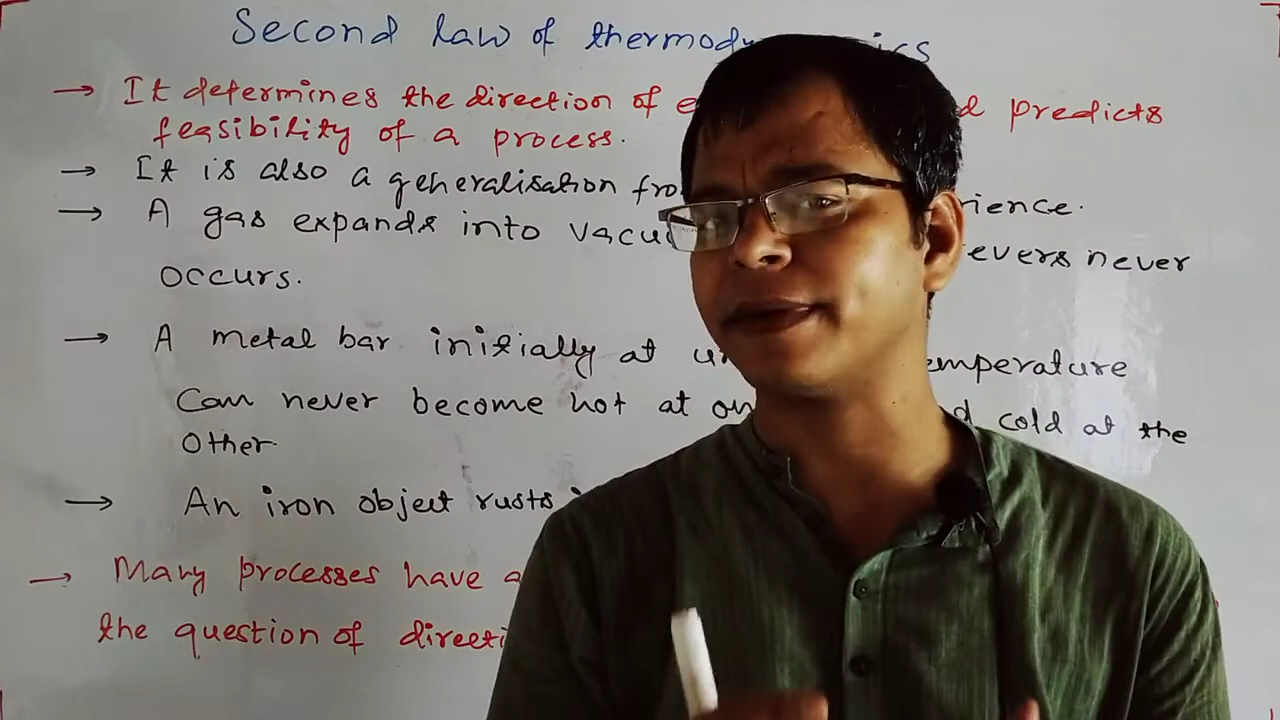 Second law of thermodynamics
→ It determines the direction of e d predicts
feasibility of a process.
→ It is also a generalisation fro rience.
→ A gas expands into vacu evers never
occurs.
→ A metal bar initially at un emperature
Can never become hot at on d cold at the
Other
→ An iron object rusts i
→ Many processes have a
the question of directi